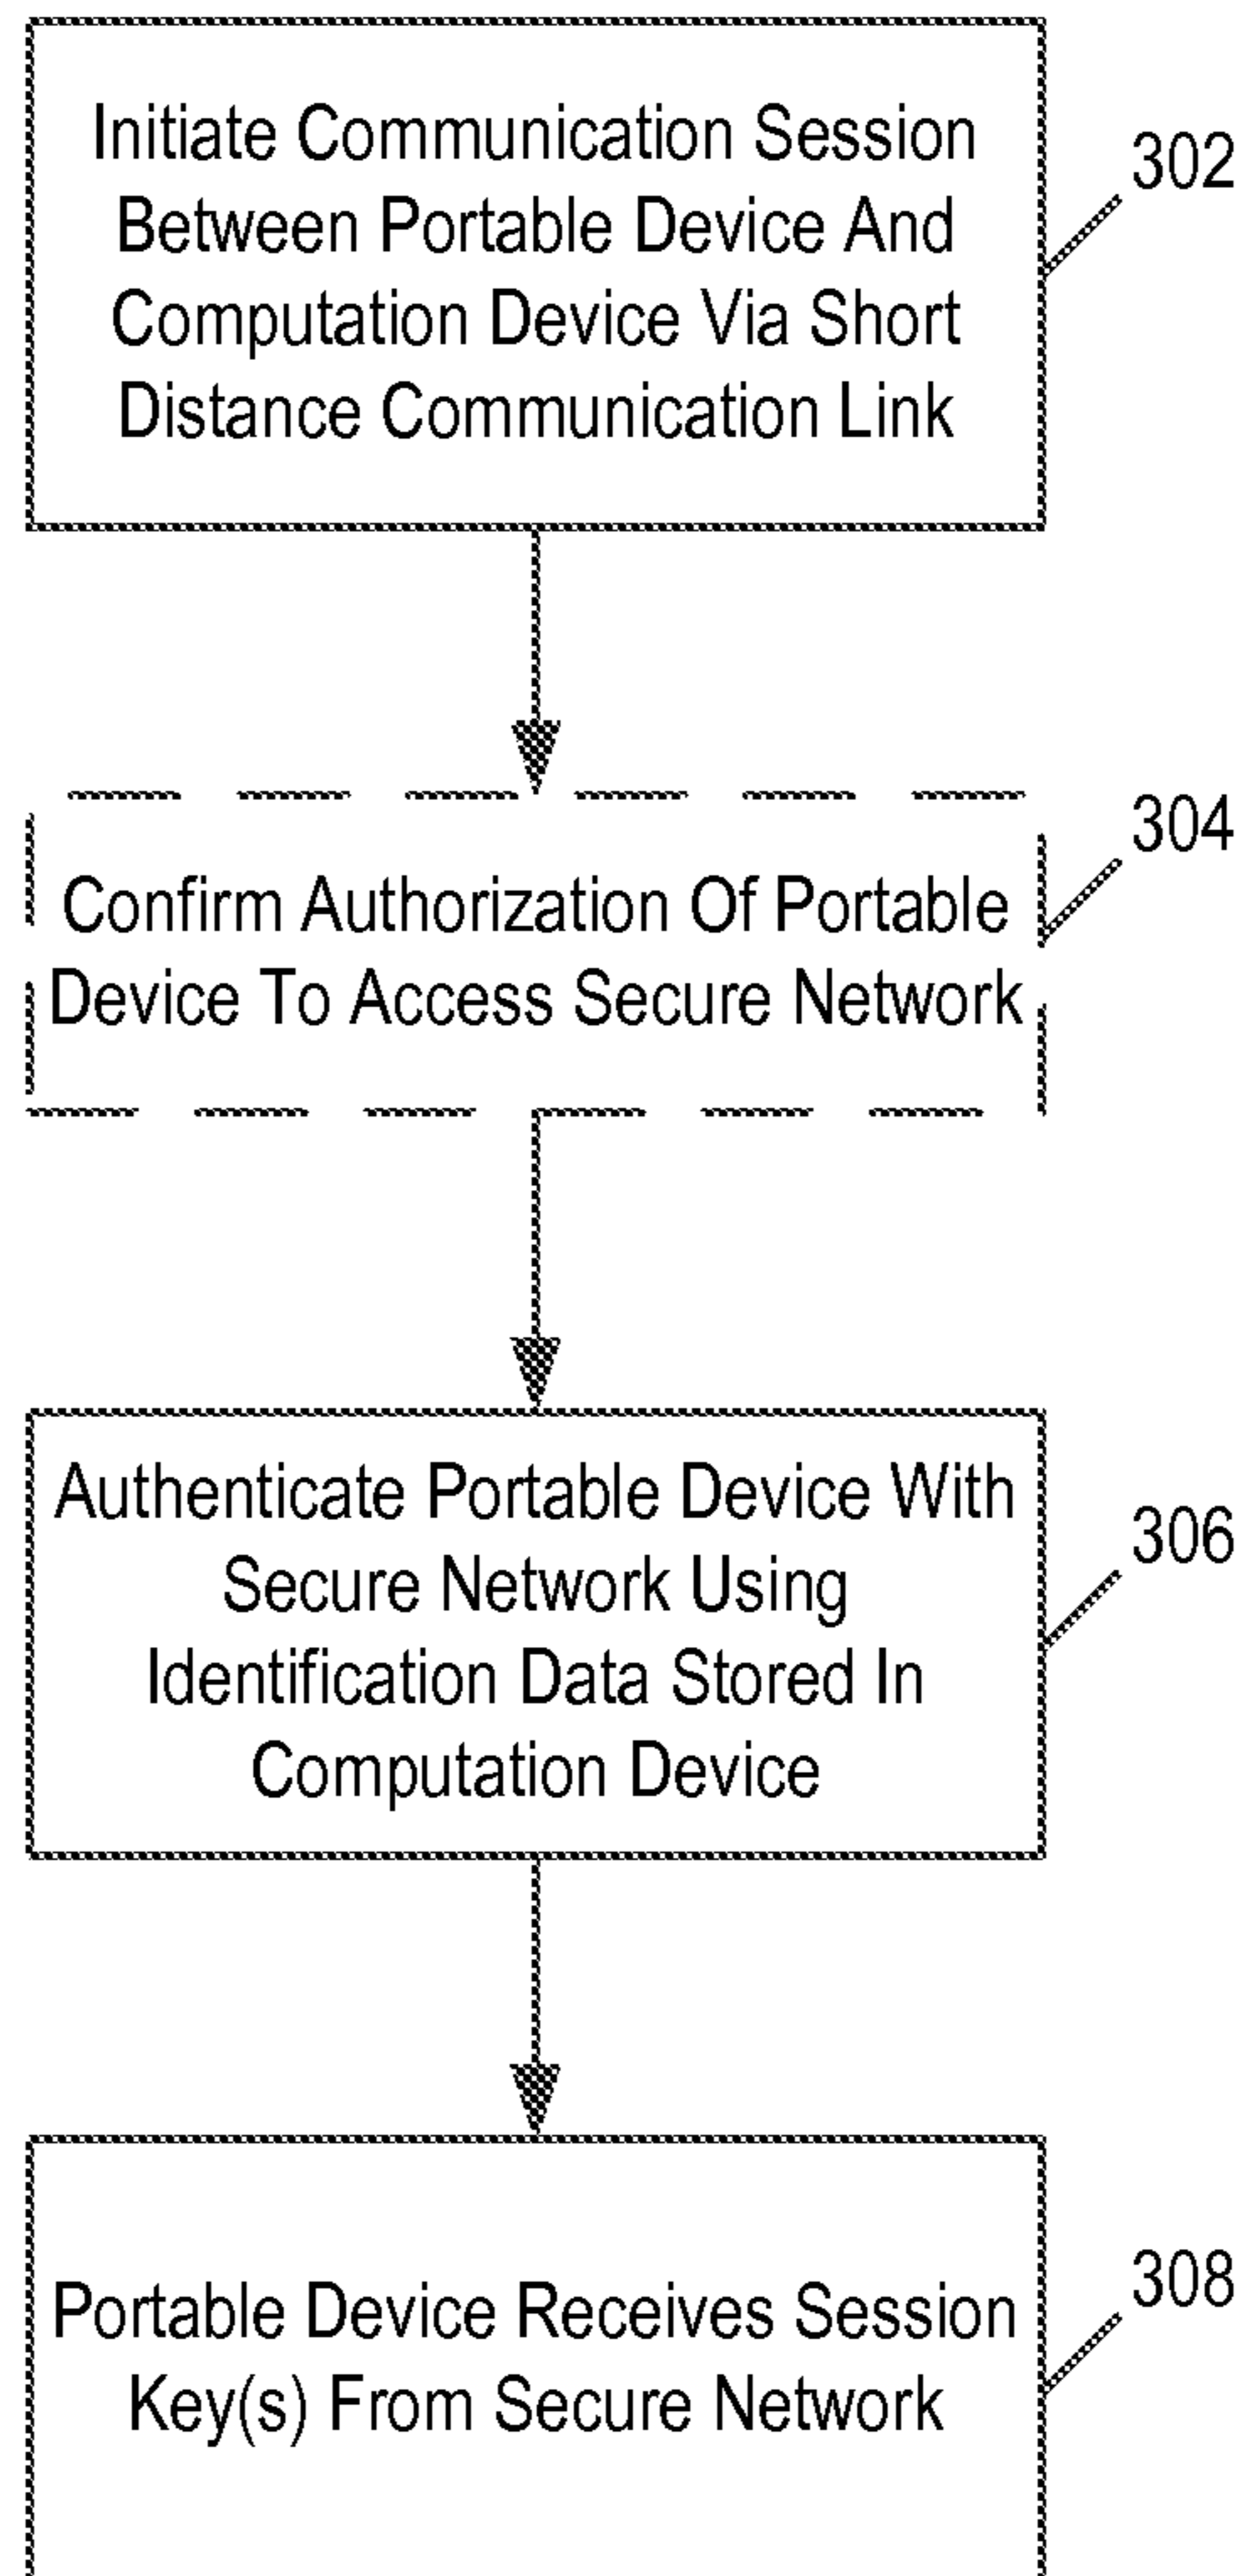 Initiate Communication Session
Between Portable Device And
Computation Device Via Short
Distance Communication Link
302
Confirm Authorization Of Portable
Device To Access Secure Network
304
Authenticate Portable Device With
Secure Network Using
Identification Data Stored In
Computation Device
306
Portable Device Receives Session
Key(s) From Secure Network
308